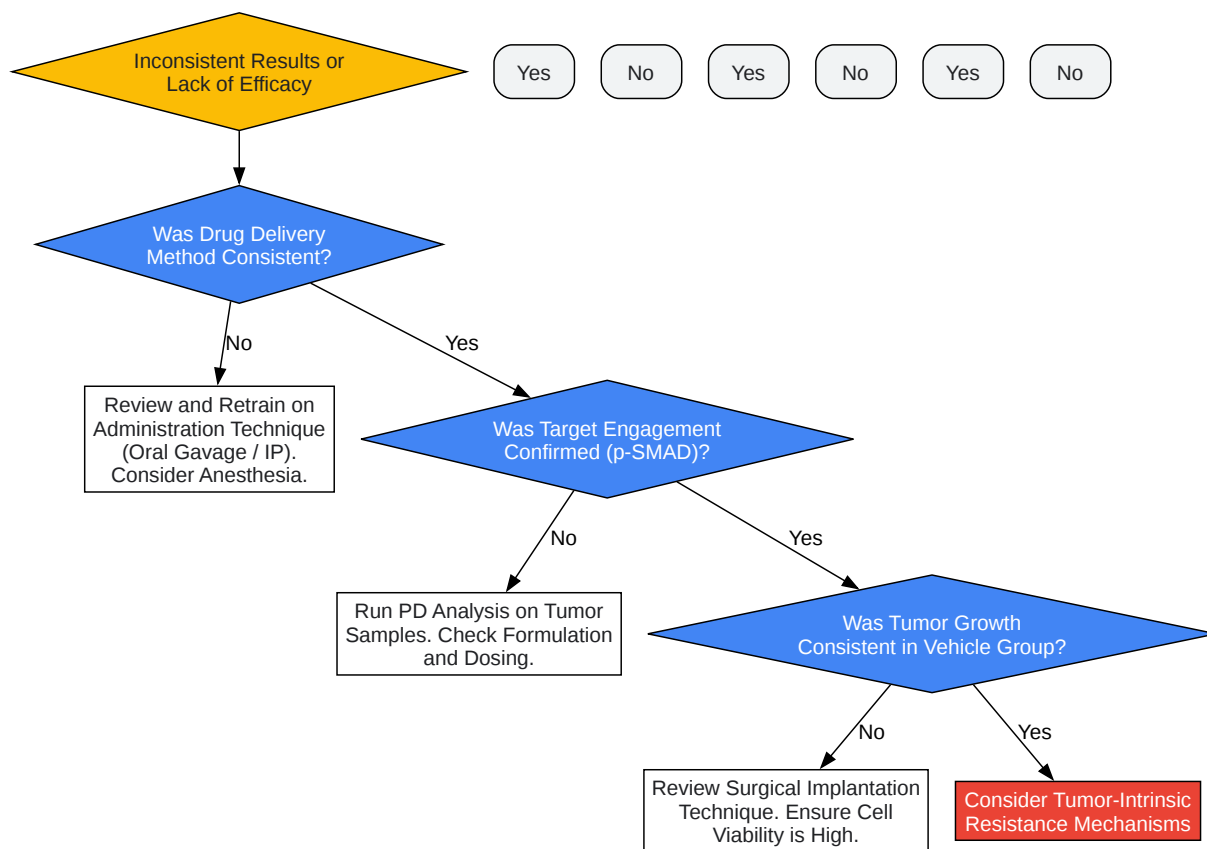 Inconsistent Results or
Lack of Efficacy
Yes
No
Yes
No
Yes
No
Was Drug Delivery
Method Consistent?
No
Yes
Review and Retrain on
Administration Technique
(Oral Gavage / IP).
Consider Anesthesia.
Was Target Engagement
Confirmed (p-SMAD)?
No
Yes
Run PD Analysis on Tumor
Samples. Check Formulation
and Dosing.
Was Tumor Growth
Consistent in Vehicle Group?
No
Yes
Review Surgical Implantation
Technique. Ensure Cell
Viability is High.
Consider Tumor-Intrinsic
Resistance Mechanisms